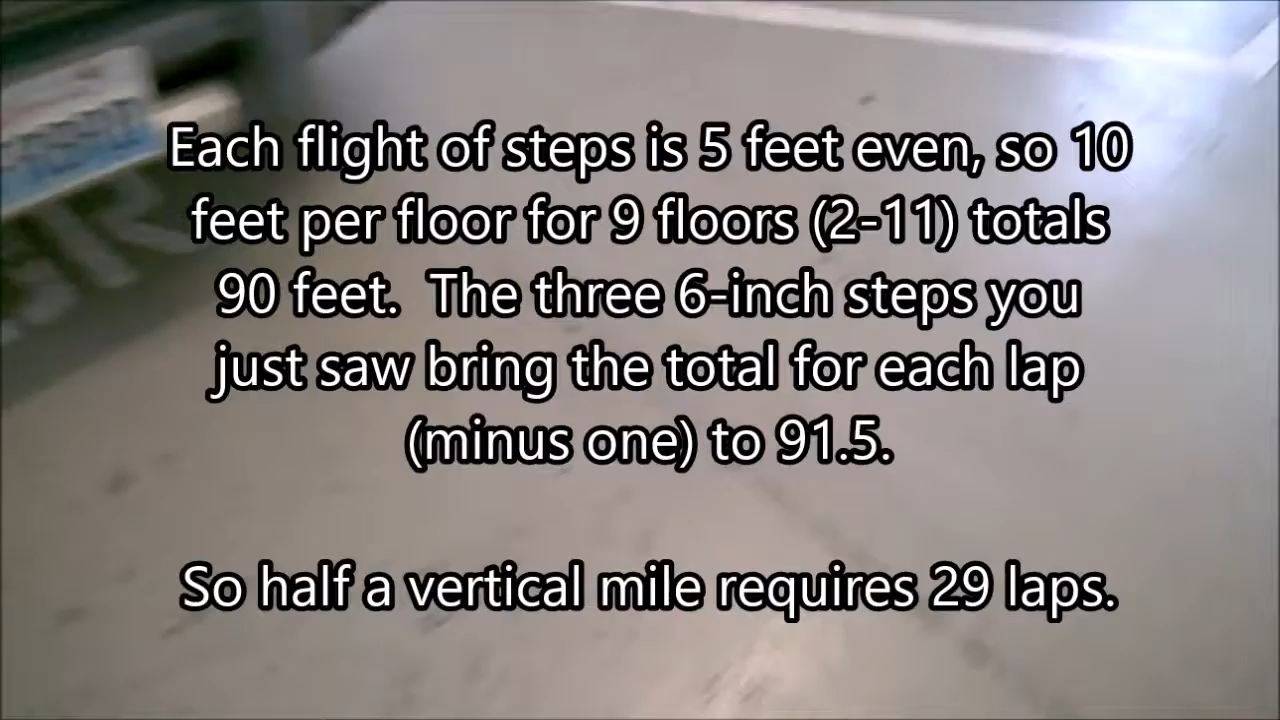 Each flight of steps is 5 feet even, so 10
feet per floor for 9 floors (2-11) totals
90 feet.  The three 6-inch steps you
just saw bring the total for each lap
(minus one) to 91.5.
So half a vertical mile requires 29 laps.